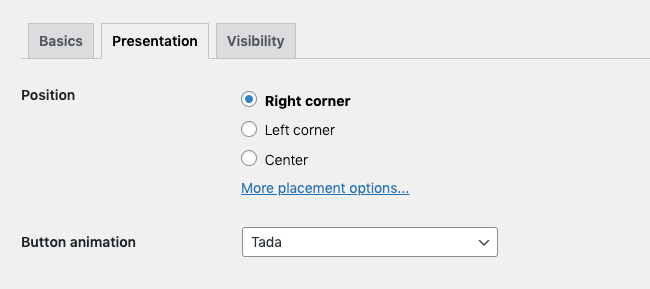 Basics Presentation Visibility
Position
Right corner
Left corner
Center
More placement options...
Button animation Tada